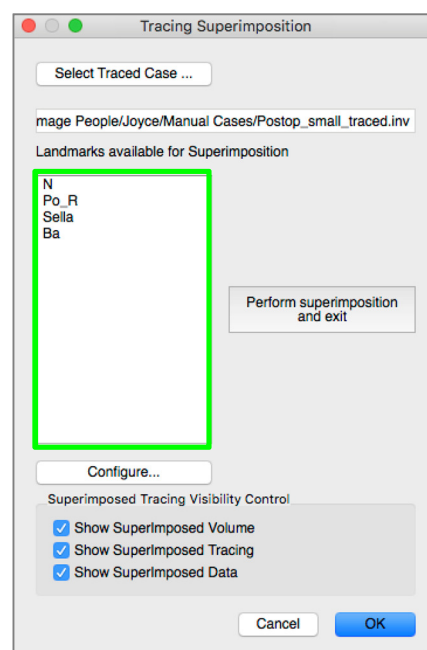 Tracing Superimposition
Select Traced Case ...
mage People/Joyce/Manual Cases/Postop_small_traced.inv
Landmarks available for Superimposition
N
Po_R
Sella
Ba
Perform superimposition
and exit
Configure...
Superimposed Tracing Visibility Control
Show SuperImposed Volume
Show SuperImposed Tracing
Show SuperImposed Data
Cancel
OK